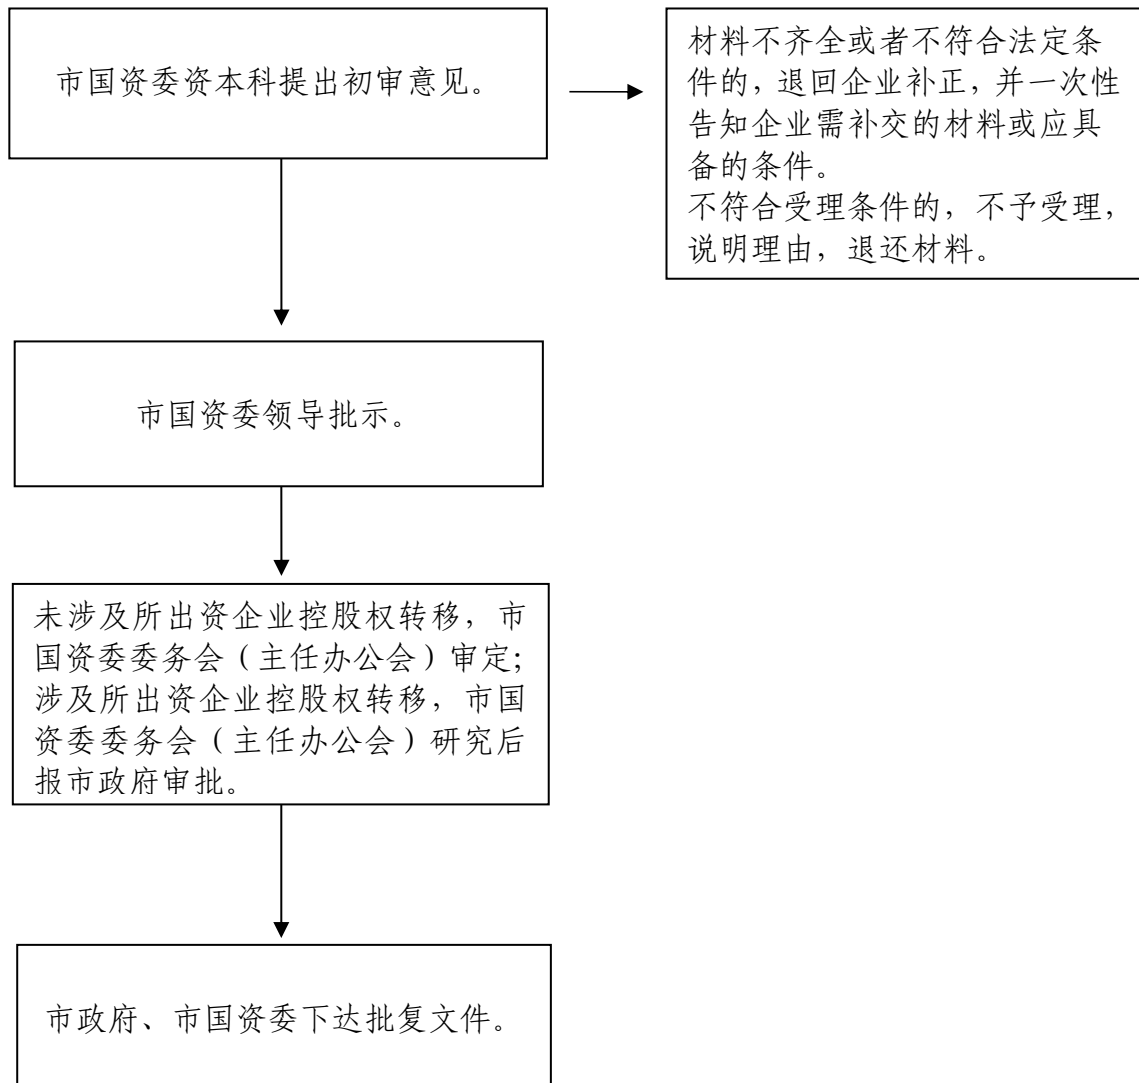 市国资委资本科提出初审意见。
材料不齐全或者不符合法定条
件的，退回企业补正，并一次性
告知企业需补交的材料或应具
备的条件。
不符合受理条件的，不予受理，
说明理由，退还材料。
市国资委领导批示。
未涉及所出资企业控股权转移，市
国资委委务会（主任办公会）审定；
涉及所出资企业控股权转移，市国
资委委务会（主任办公会）研究后
报市政府审批。
市政府、市国资委下达批复文件。